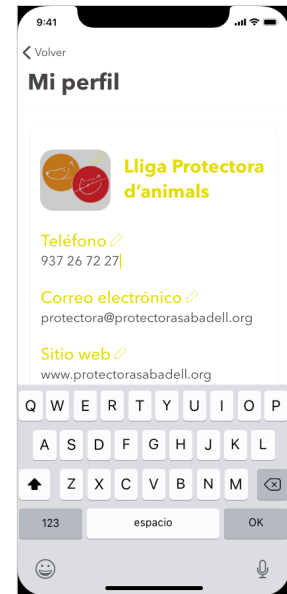 9:41
Volver
Mi perfil
Lliga Protectora
d'animals
Teléfono
937 26 72 27
Correo electrónico
protectora@protectorasabadell.org
Sitio web
www.protectorasabadell.org
Q W E R T Y U I O P
A S D F G H J K L
Z X C V B N M
123 espacio OK